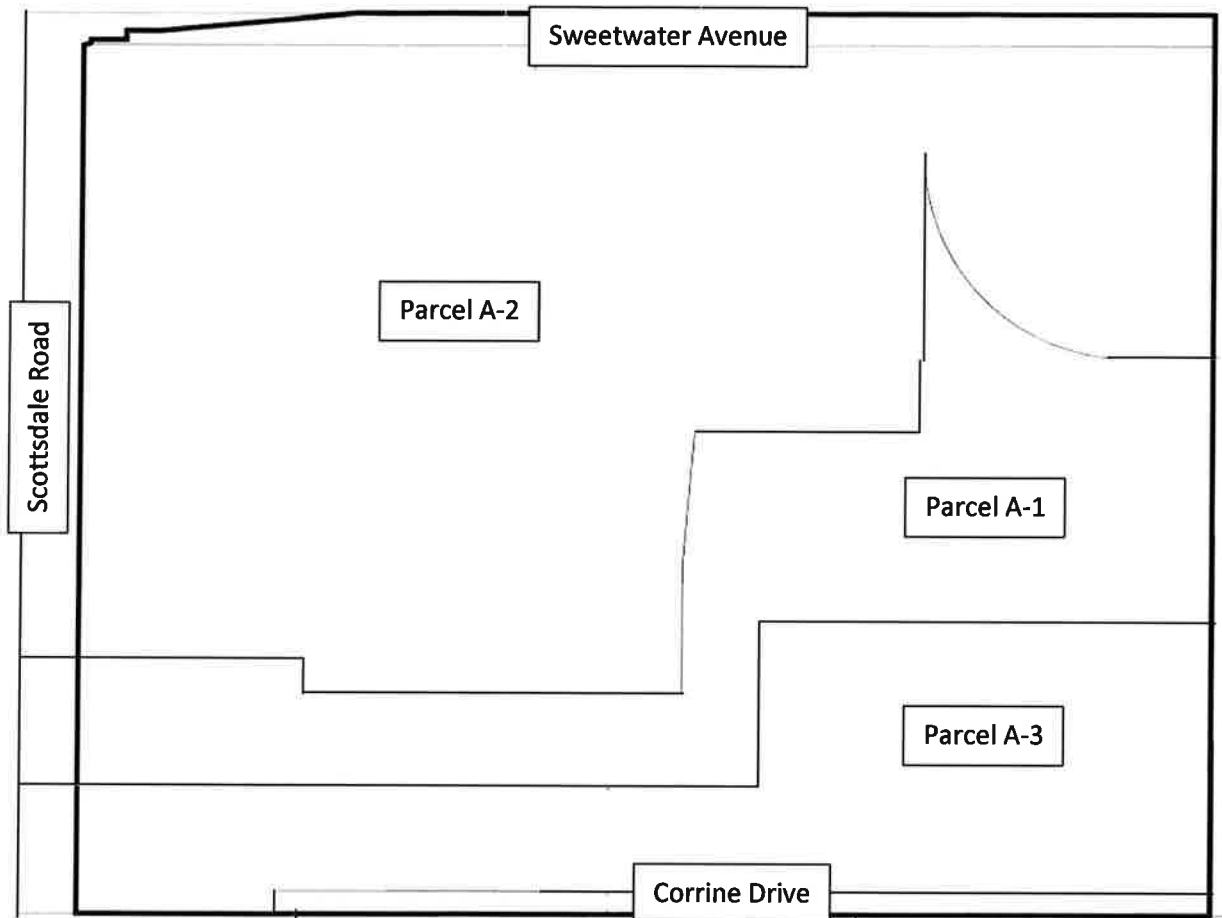 Sweetwater Avenue
Parcel A-2
Scottsdale Road
Parcel A-1
Parcel A-3
Corrine Drive